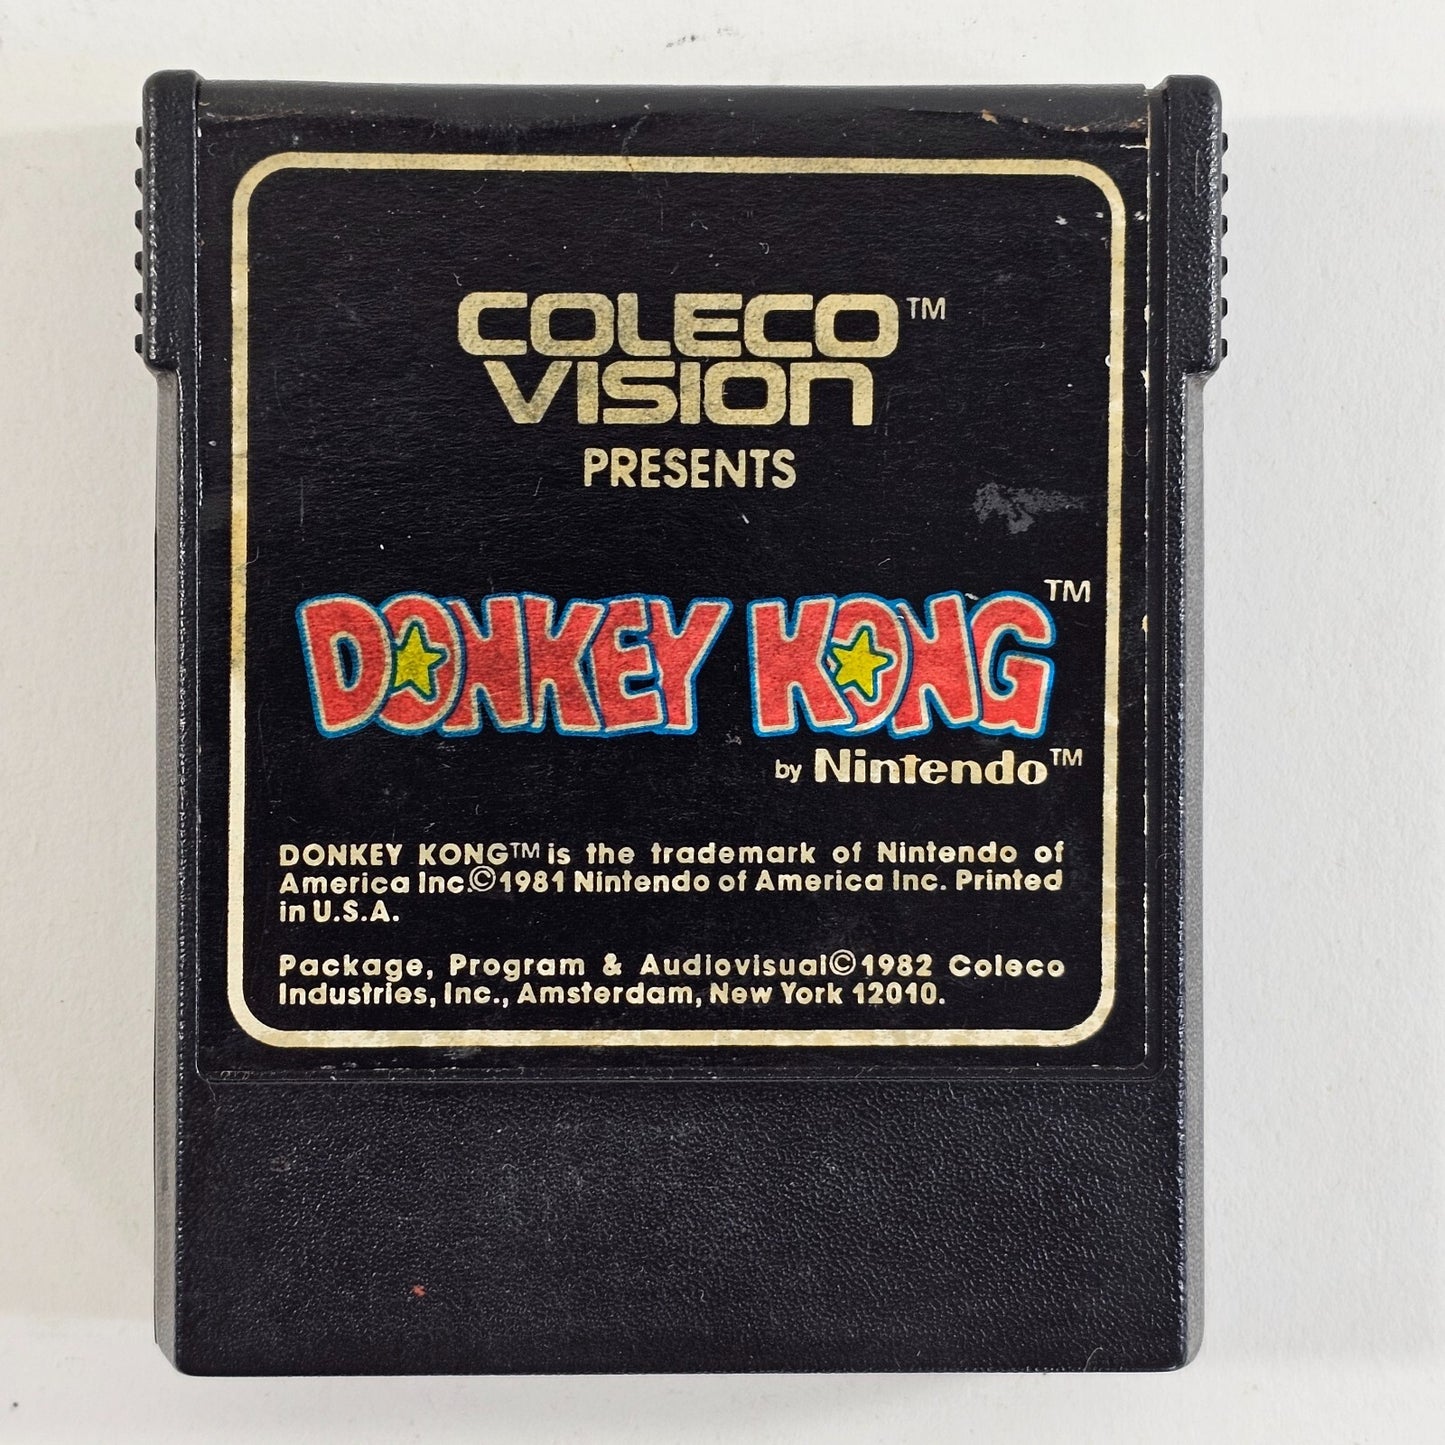 COLECO™
VISION
PRESENTS
DONKEY KONG™
by Nintendo™
DONKEY KONG™ is the trademark of Nintendo of
America Inc.©1981 Nintendo of America Inc. Printed
in U.S.A.
Package, Program & Audiovisual©1982 Coleco
Industries, Inc., Amsterdam, New York 12010.